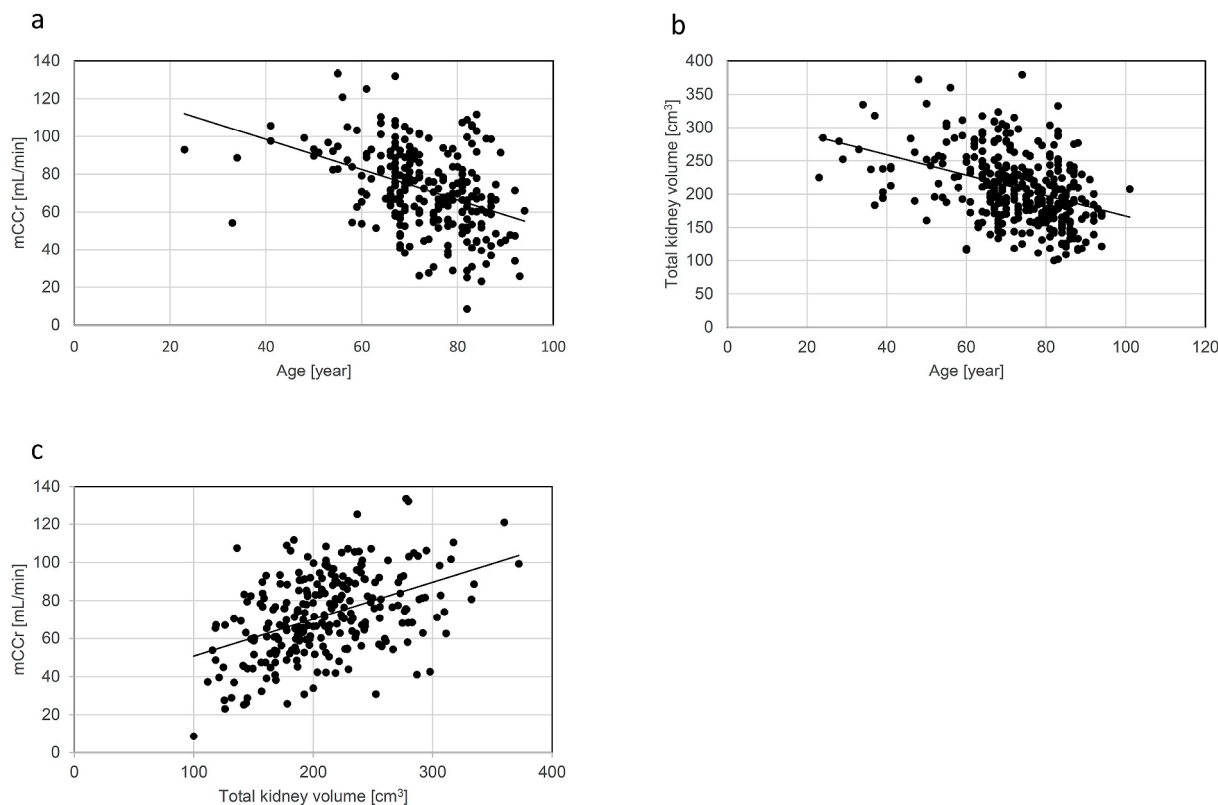 a
140
120
100
80
60
40
20
0
mCCr [mL/min]
0 20 40 60 80 100
Age [year]
b
400
350
300
250
200
150
100
50
0
Total kidney volume [cm³]
0 20 40 60 80 100 120
Age [year]
c
140
120
100
80
60
40
20
0
mCCr [mL/min]
0 100 200 300 400
Total kidney volume [cm³]